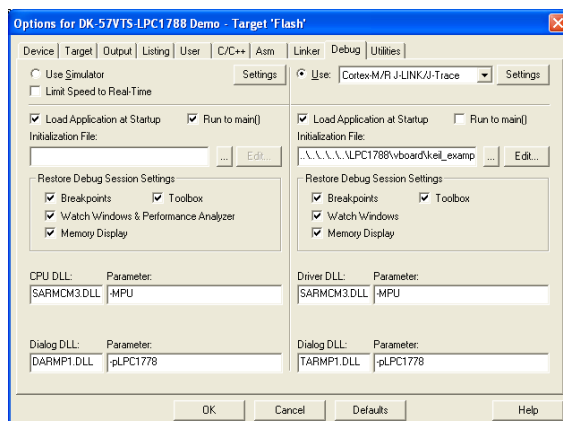 Options for DK-57VTS-LPC1788 Demo - Target 'Flash'
Device Target Output Listing User C/C++ Asm Linker Debug Utilities
Use Simulator Settings
Limit Speed to Real-Time
Use: Cortex-M/R J-LINK/J-Trace Settings
Load Application at Startup Run to main()
Initialization File:
... Edit...
Restore Debug Session Settings
Breakpoints Toolbox
Watch Windows & Performance Analyzer
Memory Display
CPU DLL: Parameter:
SARMCM3.DLL -MPU
Dialog DLL: Parameter:
DARMP1.DLL -pLPC1778
Load Application at Startup Run to main()
Initialization File:
..\..\..\..\..\LPC1788\vboard\keil_examp ... Edit...
Restore Debug Session Settings
Breakpoints Toolbox
Watch Windows
Memory Display
Driver DLL: Parameter:
SARMCM3.DLL -MPU
Dialog DLL: Parameter:
TARMP1.DLL -pLPC1778
OK Cancel Defaults Help